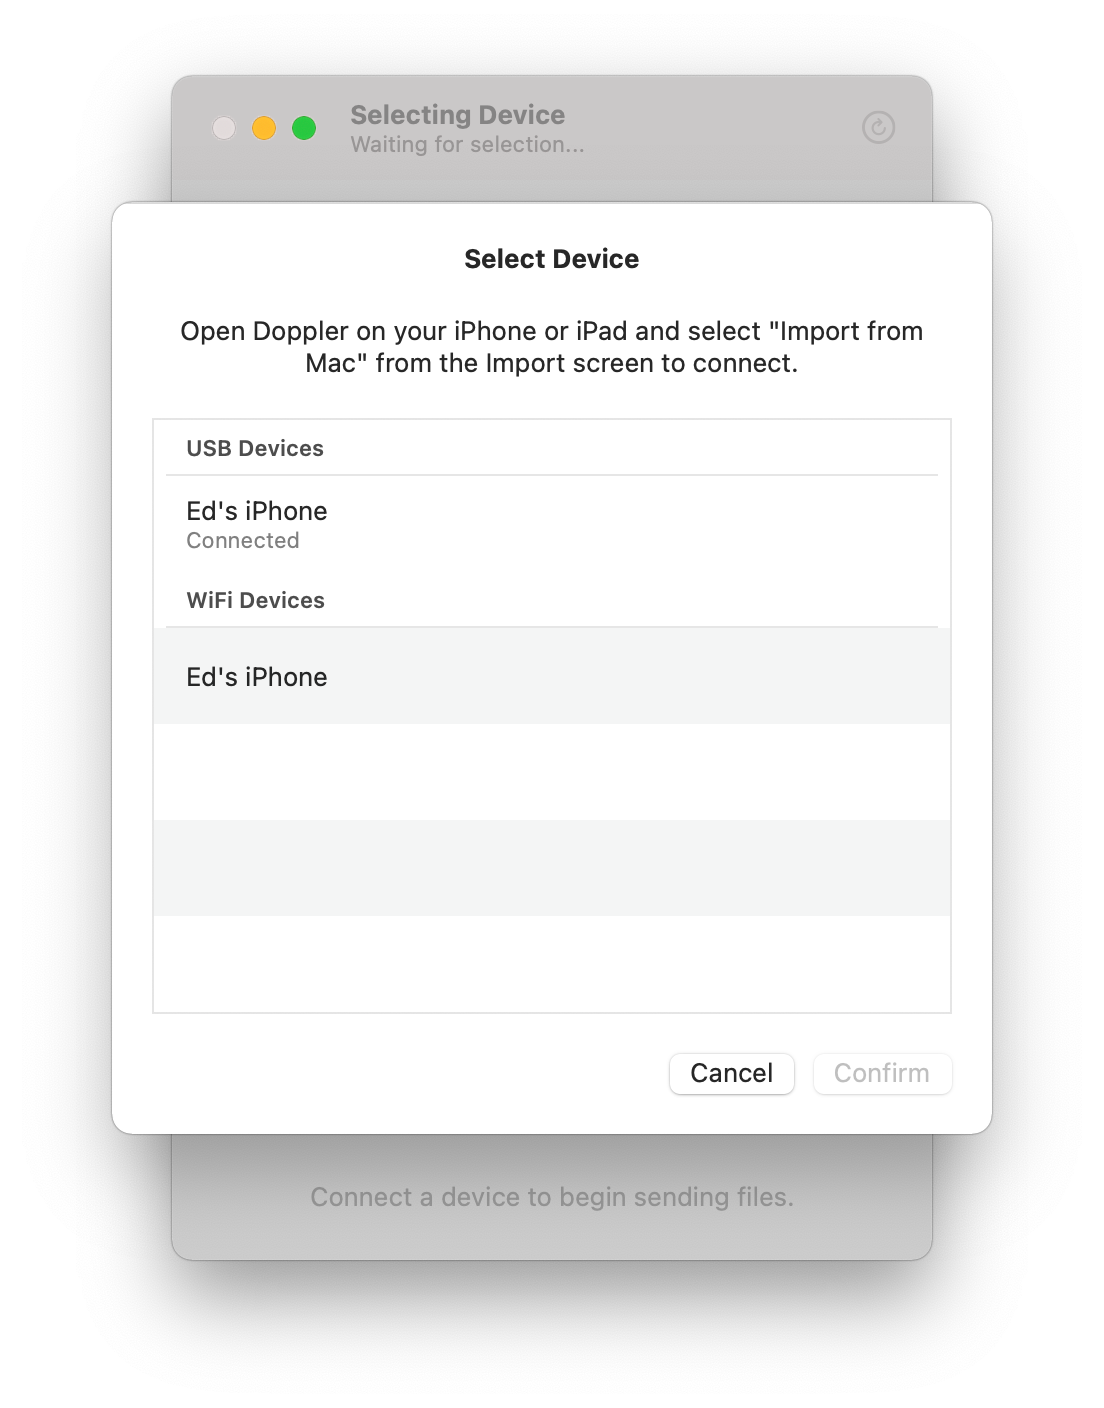 Selecting Device
Waiting for selection...
Select Device
Open Doppler on your iPhone or iPad and select "Import from
Mac" from the Import screen to connect.
USB Devices
Ed's iPhone
Connected
WiFi Devices
Ed's iPhone
Cancel
Confirm
Connect a device to begin sending files.